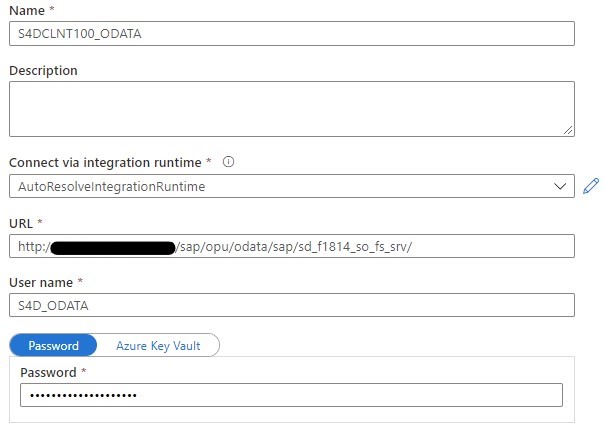 Name *
S4DCLNT100_ODATA
Description
Connect via integration runtime *
AutoResolveIntegrationRuntime
URL *
http:/ /sap/opu/odata/sap/sd_f1814_so_fs_srv/
User name *
S4D_ODATA
Password Azure Key Vault
Password *
••••••••••••••••••••